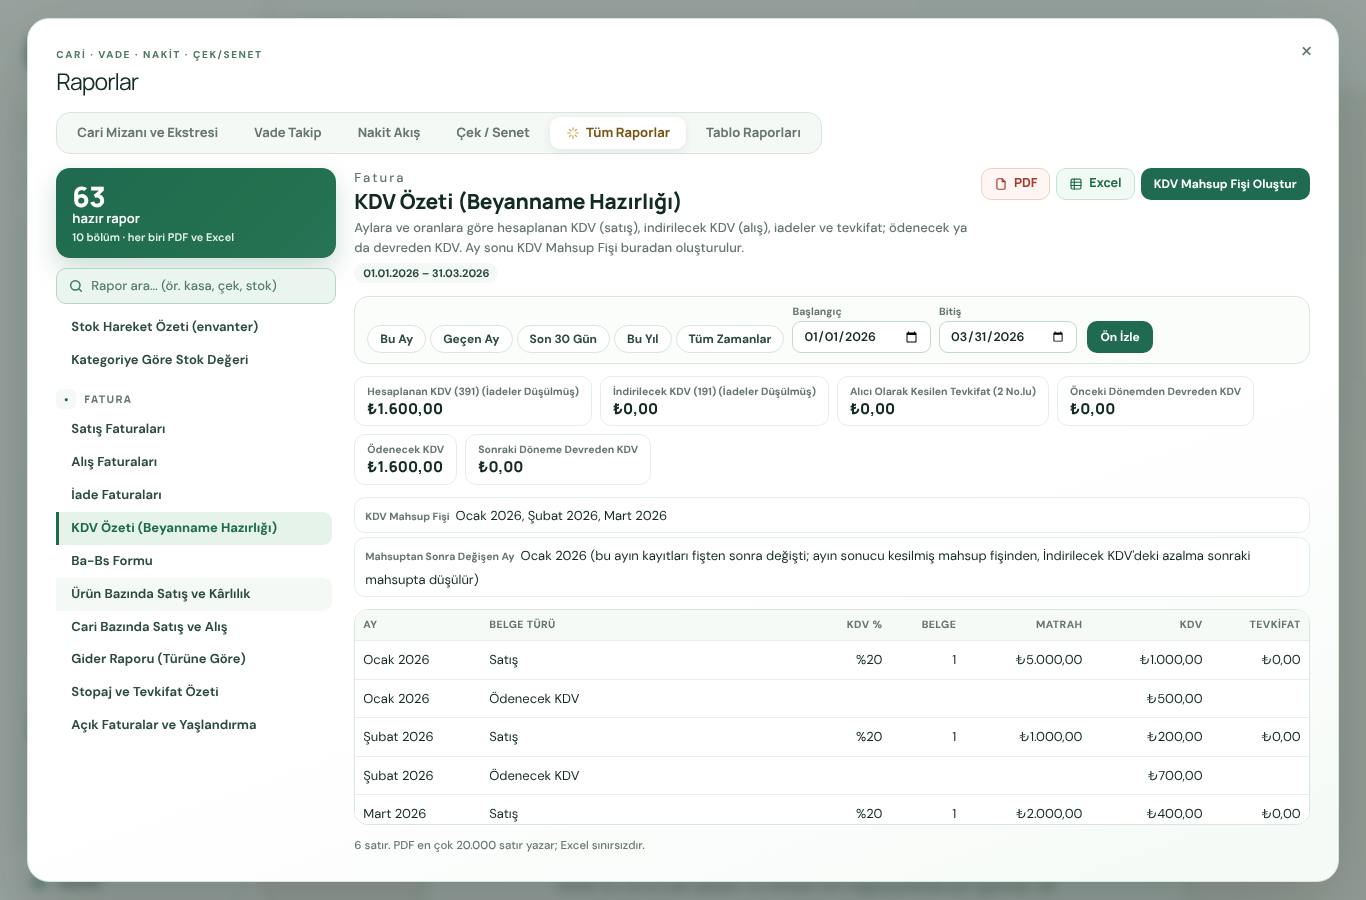 CARİ · VADE · NAKİT · ÇEK/SENET
Raporlar
Cari Mizanı ve Ekstresi
Vade Takip
Nakit Akış
Çek / Senet
Tüm Raporlar
Tablo Raporları
63
hazır rapor
10 bölüm · her biri PDF ve Excel
Rapor ara... (ör. kasa, çek, stok)
Stok Hareket Özeti (envanter)
Kategoriye Göre Stok Değeri
FATURA
Satış Faturaları
Alış Faturaları
İade Faturaları
KDV Özeti (Beyanname Hazırlığı)
Ba-Bs Formu
Ürün Bazında Satış ve Kârlılık
Cari Bazında Satış ve Alış
Gider Raporu (Türüne Göre)
Stopaj ve Tevkifat Özeti
Açık Faturalar ve Yaşlandırma
Fatura
KDV Özeti (Beyanname Hazırlığı)
Aylara ve oranlara göre hesaplanan KDV (satış), indirilecek KDV (alış), iadeler ve tevkifat; ödenecek ya
da devreden KDV. Ay sonu KDV Mahsup Fişi buradan oluşturulur.
01.01.2026 – 31.03.2026
PDF
Excel
KDV Mahsup Fişi Oluştur
Bu Ay
Geçen Ay
Son 30 Gün
Bu Yıl
Tüm Zamanlar
Başlangıç
01/01/2026
Bitiş
03/31/2026
Ön İzle
Hesaplanan KDV (391) (İadeler Düşülmüş)
₺1.600,00
İndirilecek KDV (191) (İadeler Düşülmüş)
₺0,00
Alıcı Olarak Kesilen Tevkifat (2 No.lu)
₺0,00
Önceki Dönemden Devreden KDV
₺0,00
Ödenecek KDV
₺1.600,00
Sonraki Döneme Devreden KDV
₺0,00
KDV Mahsup Fişi Ocak 2026, Şubat 2026, Mart 2026
Mahsuptan Sonra Değişen Ay Ocak 2026 (bu ayın kayıtları fişten sonra değişti; ayın sonucu kesilmiş mahsup fişinden, İndirilecek KDV'deki azalma sonraki
mahsupta düşülür)
AY BELGE TÜRÜ KDV % BELGE MATRAH KDV TEVKİFAT
Ocak 2026 Satış %20 1 ₺5.000,00 ₺1.000,00 ₺0,00
Ocak 2026 Ödenecek KDV ₺500,00
Şubat 2026 Satış %20 1 ₺1.000,00 ₺200,00 ₺0,00
Şubat 2026 Ödenecek KDV ₺700,00
Mart 2026 Satış %20 1 ₺2.000,00 ₺400,00 ₺0,00
6 satır. PDF en çok 20.000 satır yazar; Excel sınırsızdır.